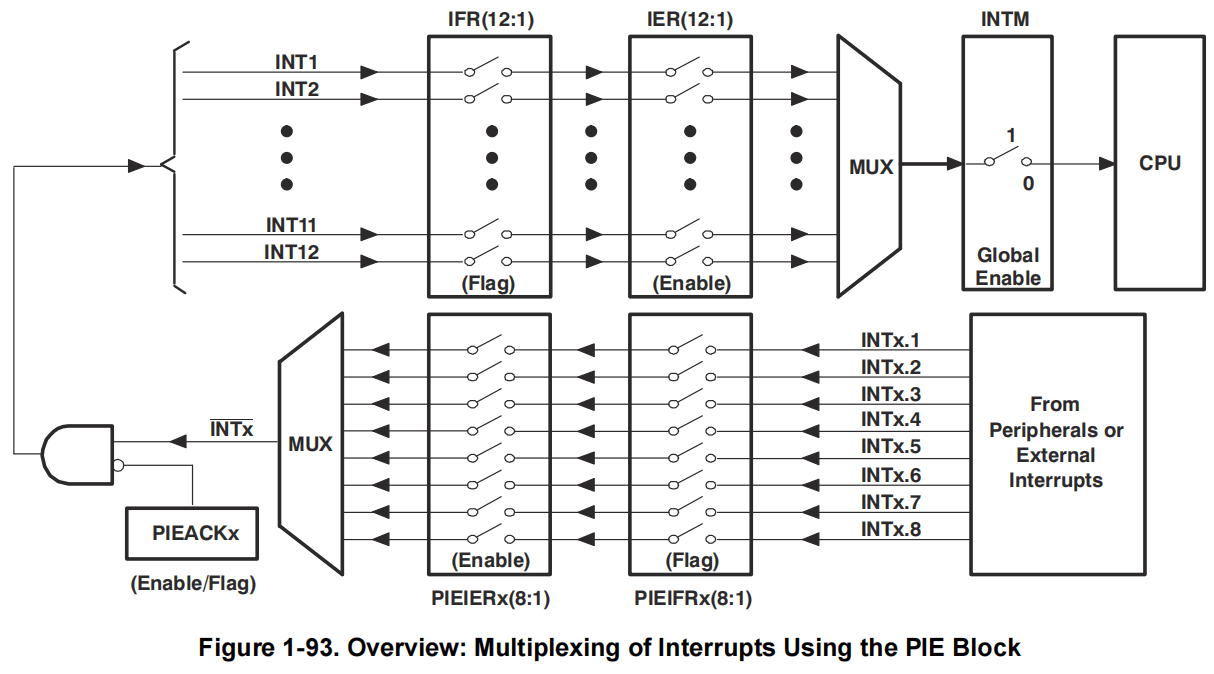 IFR(12:1)
IER(12:1)
INTM
INT1
INT2
1
MUX
CPU
0
INT11
INT12
(Flag)
(Enable)
Global
Enable
INTx.1
INTx.2
INTx.3
INTx.4
INTx.5
INTx.6
INTx.7
INTx.8
From
Peripherals or
External
Interrupts
INTx
MUX
PIEACKx
(Enable/Flag)
(Enable)
(Flag)
PIEIERx(8:1)
PIEIFRx(8:1)
Figure 1-93. Overview: Multiplexing of Interrupts Using the PIE Block